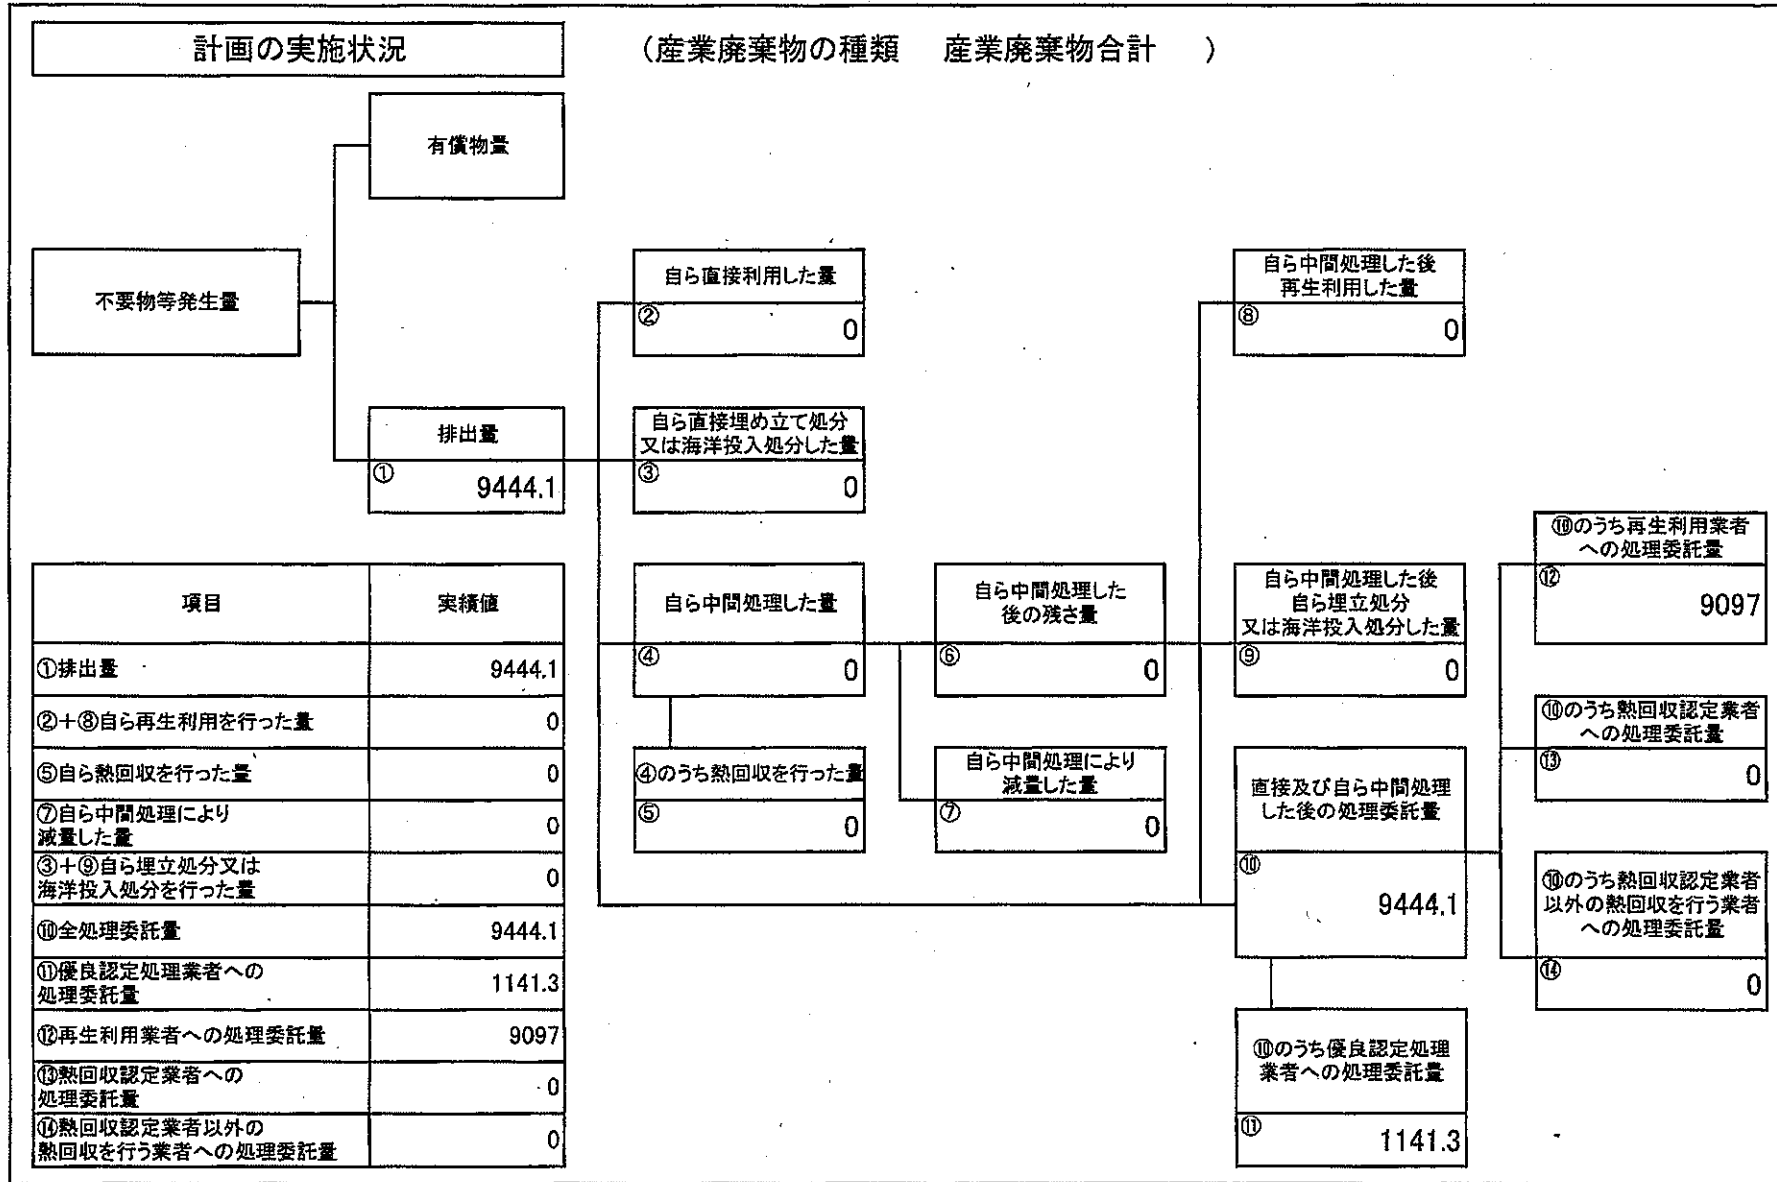 計画の実施状況
（産業廃棄物の種類　産業廃棄物合計　）
有償物量
不要物等発生量
排出量
①
9444.1
自ら直接利用した量
②
0
自ら直接埋め立て処分
又は海洋投入処分した量
③
0
自ら中間処理した量
④
0
④のうち熱回収を行った量
⑤
0
自ら中間処理した
後の残さ量
⑥
0
自ら中間処理により
減量した量
⑦
0
自ら中間処理した後
再生利用した量
⑧
0
自ら中間処理した後
自ら埋立処分
又は海洋投入処分した量
⑨
0
直接及び自ら中間処理
した後の処理委託量
⑩
9444.1
⑩のうち優良認定処理
業者への処理委託量
⑪
1141.3
⑩のうち再生利用業者
への処理委託量
⑫
9097
⑩のうち熱回収認定業者
への処理委託量
⑬
0
⑩のうち熱回収認定業者
以外の熱回収を行う業者
への処理委託量
⑭
0
項目 実績値
①排出量 9444.1
②＋⑧自ら再生利用を行った量 0
⑤自ら熱回収を行った量 0
⑦自ら中間処理により
減量した量 0
③＋⑨自ら埋立処分又は
海洋投入処分を行った量 0
⑩全処理委託量 9444.1
⑪優良認定処理業者への
処理委託量 1141.3
⑫再生利用業者への処理委託量 9097
⑬熱回収認定業者への
処理委託量 0
⑭熱回収認定業者以外の
熱回収を行う業者への処理委託量 0